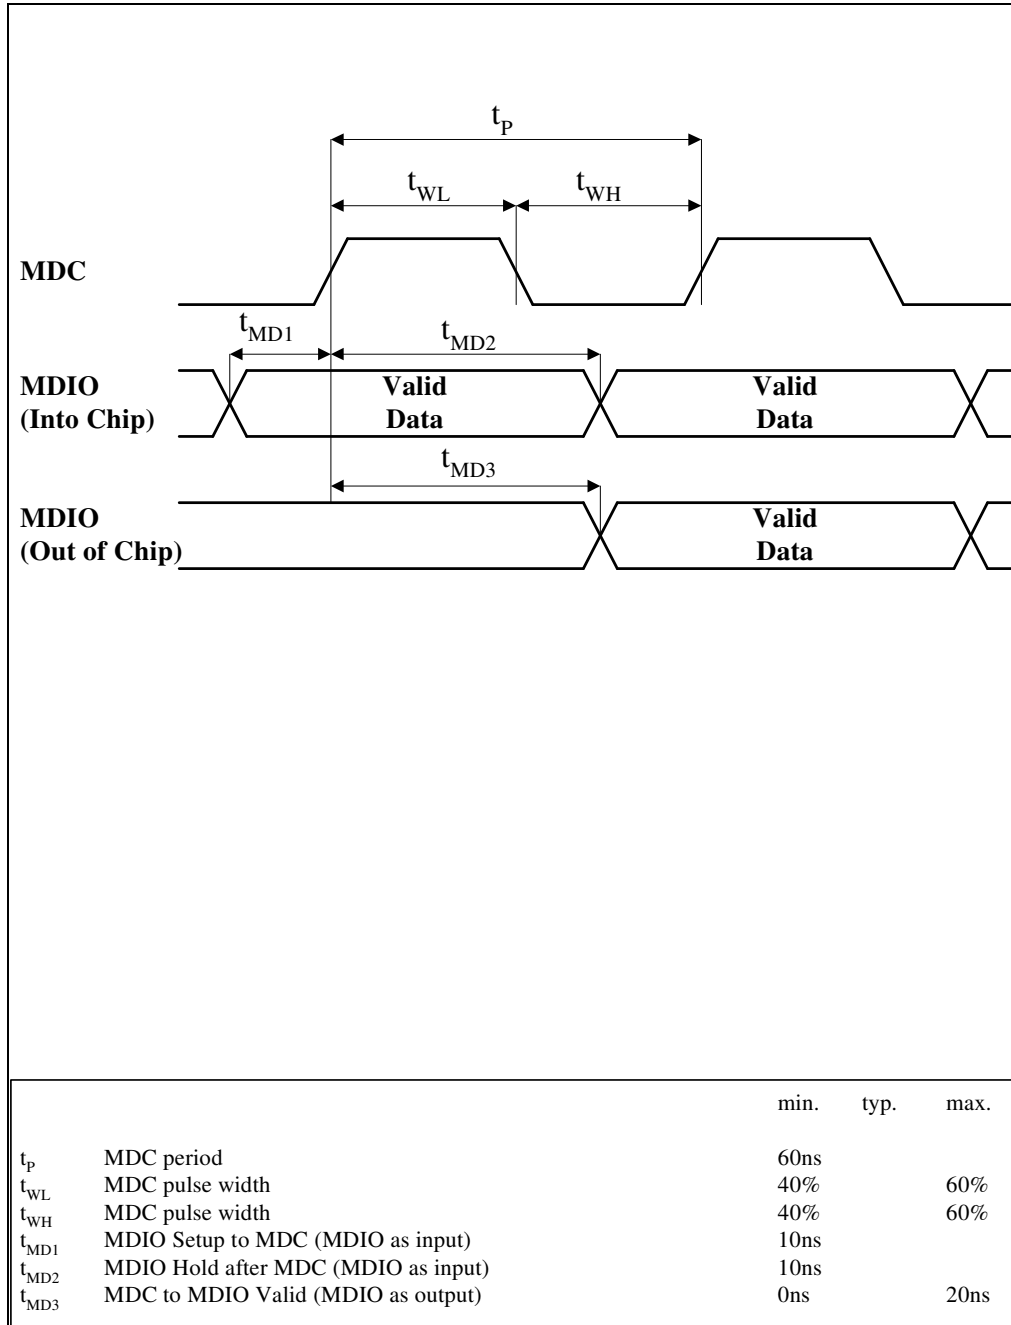 tP
tWL tWH
MDC
tMD1 tMD2
MDIO Valid Valid
(Into Chip) Data Data
tMD3
MDIO Valid
(Out of Chip) Data
min. typ. max.
tP MDC period 60ns
tWL MDC pulse width 40% 60%
tWH MDC pulse width 40% 60%
tMD1 MDIO Setup to MDC (MDIO as input) 10ns
tMD2 MDIO Hold after MDC (MDIO as input) 10ns
tMD3 MDC to MDIO Valid (MDIO as output) 0ns 20ns